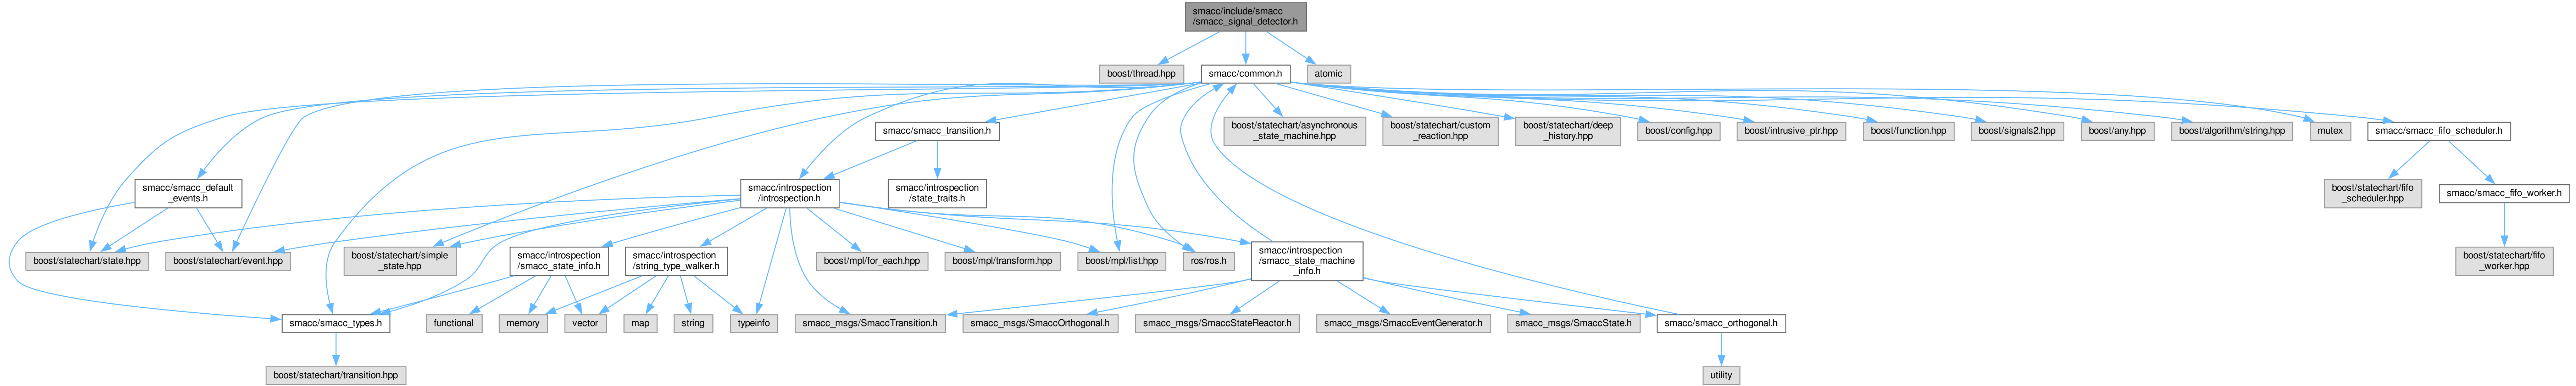 smacc/include/smacc
/smacc_signal_detector.h
boost/thread.hpp
smacc/common.h
atomic
smacc/smacc_transition.h
boost/statechart/asynchronous
_state_machine.hpp
boost/statechart/custom
_reaction.hpp
boost/statechart/deep
_history.hpp
boost/config.hpp
boost/intrusive_ptr.hpp
boost/function.hpp
boost/signals2.hpp
boost/any.hpp
boost/algorithm/string.hpp
mutex
smacc/smacc_fifo_scheduler.h
smacc/smacc_default
_events.h
smacc/introspection
/introspection.h
smacc/introspection
/state_traits.h
boost/statechart/fifo
_scheduler.hpp
smacc/smacc_fifo_worker.h
boost/statechart/state.hpp
boost/statechart/event.hpp
boost/statechart/simple
_state.hpp
smacc/introspection
/smacc_state_info.h
smacc/introspection
/string_type_walker.h
boost/mpl/for_each.hpp
boost/mpl/transform.hpp
boost/mpl/list.hpp
ros/ros.h
smacc/introspection
/smacc_state_machine
_info.h
boost/statechart/fifo
_worker.hpp
smacc/smacc_types.h
functional
memory
vector
map
string
typeinfo
smacc_msgs/SmaccTransition.h
smacc_msgs/SmaccOrthogonal.h
smacc_msgs/SmaccStateReactor.h
smacc_msgs/SmaccEventGenerator.h
smacc_msgs/SmaccState.h
smacc/smacc_orthogonal.h
boost/statechart/transition.hpp
utility